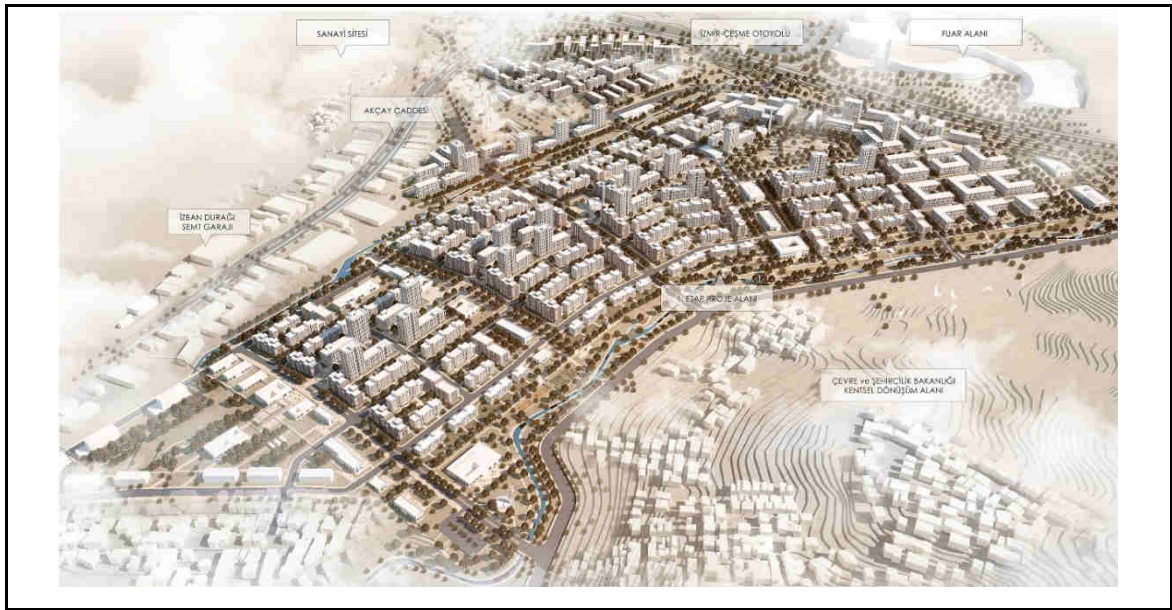 SANAYİ SİTESİ
İZMİR-ÇEŞME OTOYOLU
FUAR ALANI
AKÇAY CADDESİ
İZBAN DURAĞI
SEMT GARAJI
1. ETAP PROJE ALANI
ÇEVRE ve ŞEHİRCİLİK BAKANLIĞI
KENTSEL DÖNÜŞÜM ALANI